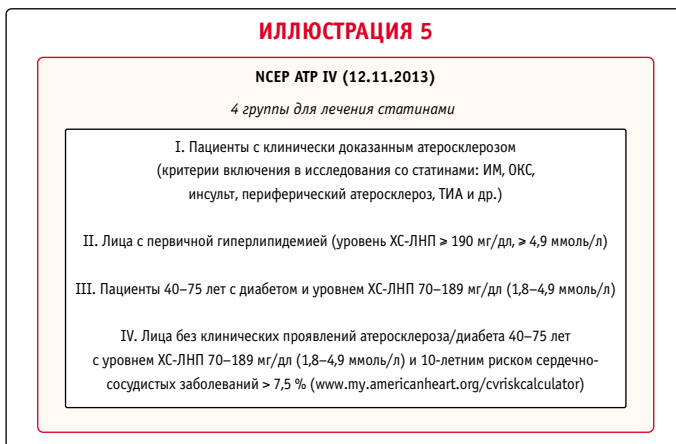 ИЛЛЮСТРАЦИЯ 5
NCEP ATP IV (12.11.2013)
4 группы для лечения статинами
I. Пациенты с клинически доказанным атеросклерозом
(критерии включения в исследования со статинами: ИМ, ОКС,
инсульт, периферический атеросклероз, ТИА и др.)
II. Лица с первичной гиперлипидемией (уровень ХС-ЛНП ≥ 190 мг/дл, ≥ 4,9 ммоль/л)
III. Пациенты 40–75 лет с диабетом и уровнем ХС-ЛНП 70–189 мг/дл (1,8–4,9 ммоль/л)
IV. Лица без клинических проявлений атеросклероза/диабета 40–75 лет
с уровнем ХС-ЛНП 70–189 мг/дл (1,8–4,9 ммоль/л) и 10-летним риском сердечно-
сосудистых заболеваний > 7,5 % (www.my.americanheart.org/cvriskcalculator)